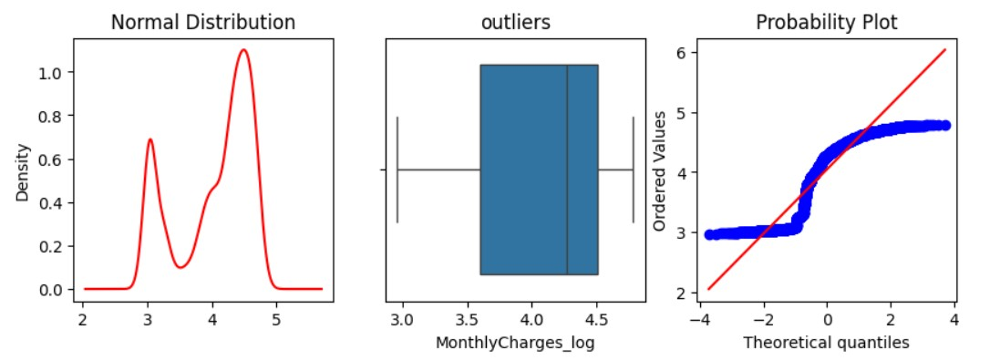 Normal Distribution
outliers
Probability Plot
Density
1.0
0.8
0.6
0.4
0.2
0.0
2 3 4 5
3.0 3.5 4.0 4.5
MonthlyCharges_log
Ordered Values
6
5
4
3
2
−4 −2 0 2 4
Theoretical quantiles